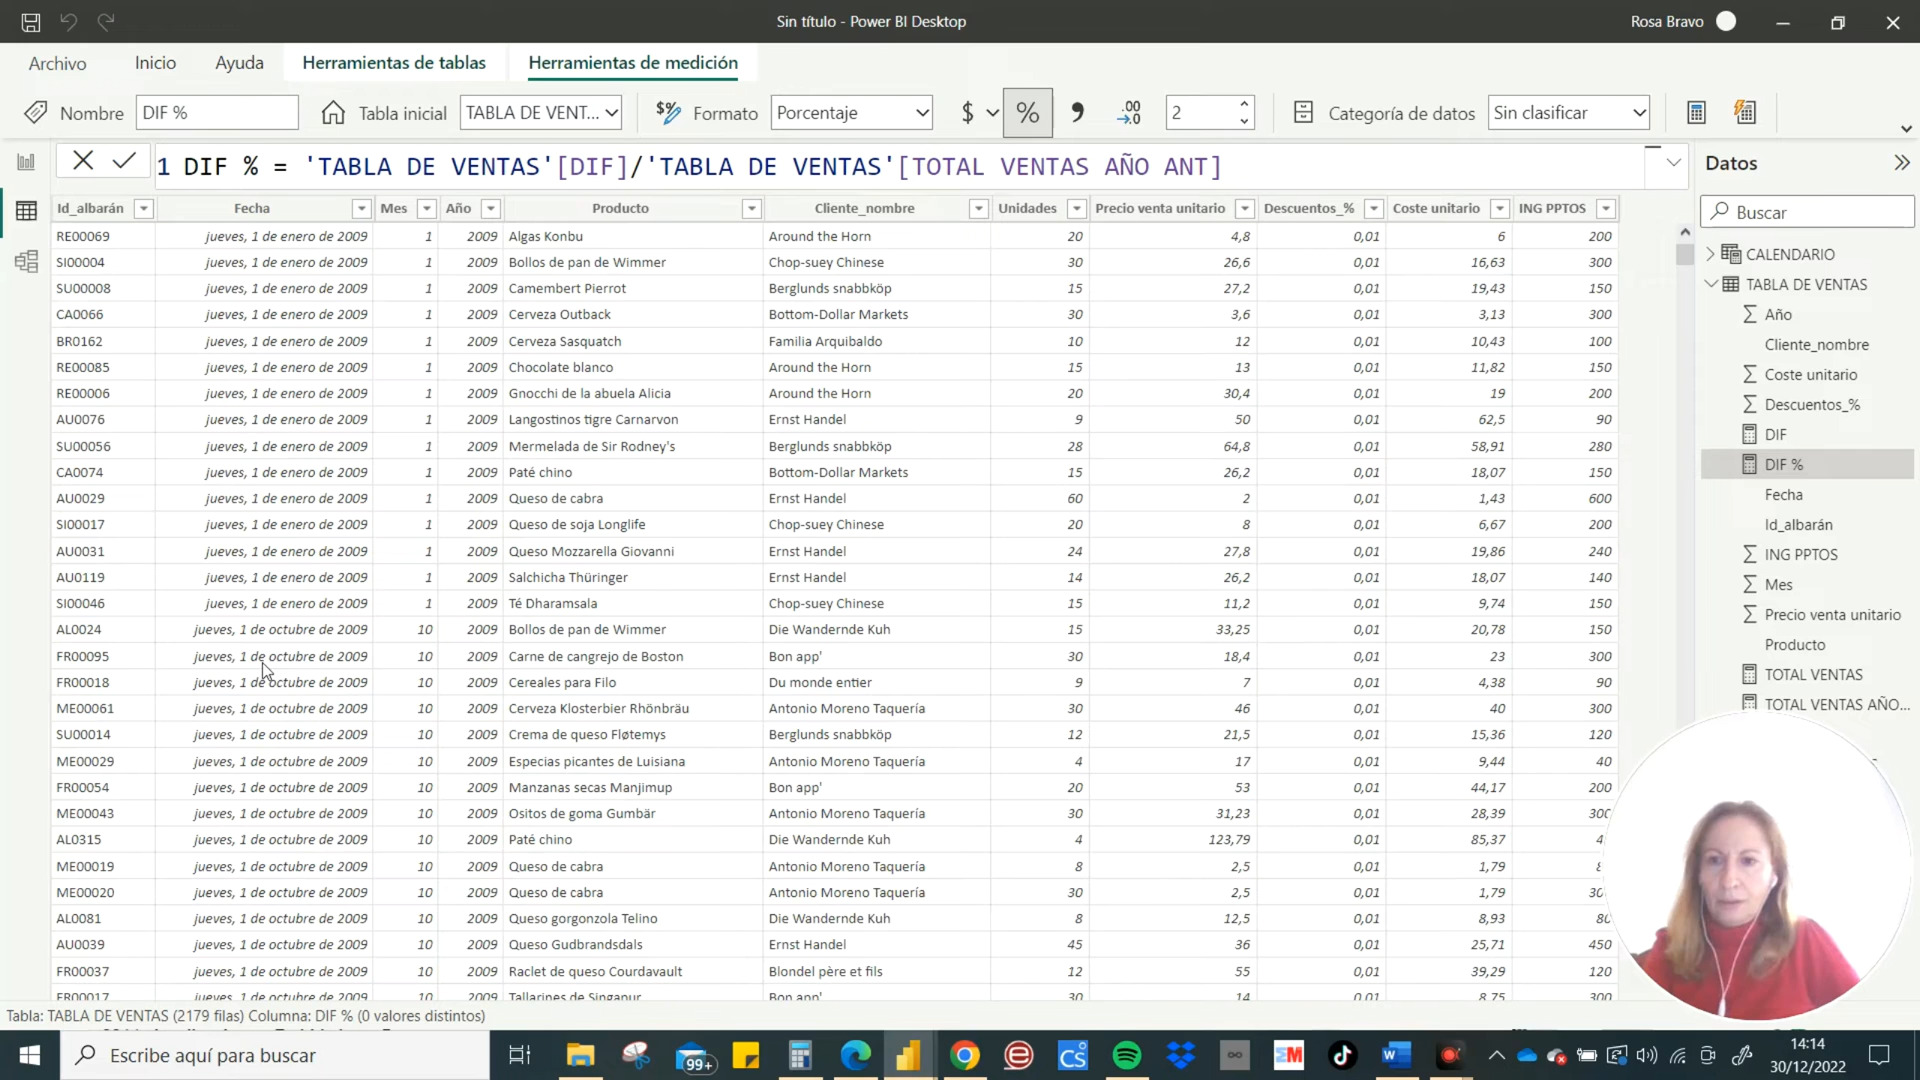 Sin título - Power BI Desktop
Rosa Bravo
Archivo Inicio Ayuda Herramientas de tablas Herramientas de medición
Nombre DIF % Tabla inicial TABLA DE VENT... Formato Porcentaje $ % 2 Categoría de datos Sin clasificar
1 DIF % = 'TABLA DE VENTAS'[DIF]/'TABLA DE VENTAS'[TOTAL VENTAS AÑO ANT]
Id_albarán Fecha Mes Año Producto Cliente_nombre Unidades Precio venta unitario Descuentos_% Coste unitario ING PPTOS
RE00069 jueves, 1 de enero de 2009 1 2009 Algas Konbu Around the Horn 20 4,8 0,01 6 200
SI00004 jueves, 1 de enero de 2009 1 2009 Bollos de pan de Wimmer Chop-suey Chinese 30 26,6 0,01 16,63 300
SU00008 jueves, 1 de enero de 2009 1 2009 Camembert Pierrot Berglunds snabbköp 15 27,2 0,01 19,43 150
CA0066 jueves, 1 de enero de 2009 1 2009 Cerveza Outback Bottom-Dollar Markets 30 3,6 0,01 3,13 300
BR0162 jueves, 1 de enero de 2009 1 2009 Cerveza Sasquatch Familia Arquibaldo 10 12 0,01 10,43 100
RE00085 jueves, 1 de enero de 2009 1 2009 Chocolate blanco Around the Horn 15 13 0,01 11,82 150
RE00006 jueves, 1 de enero de 2009 1 2009 Gnocchi de la abuela Alicia Around the Horn 20 30,4 0,01 19 200
AU0076 jueves, 1 de enero de 2009 1 2009 Langostinos tigre Carnarvon Ernst Handel 9 50 0,01 62,5 90
SU00056 jueves, 1 de enero de 2009 1 2009 Mermelada de Sir Rodney's Berglunds snabbköp 28 64,8 0,01 58,91 280
CA0074 jueves, 1 de enero de 2009 1 2009 Paté chino Bottom-Dollar Markets 15 26,2 0,01 18,07 150
AU0029 jueves, 1 de enero de 2009 1 2009 Queso de cabra Ernst Handel 60 2 0,01 1,43 600
SI00017 jueves, 1 de enero de 2009 1 2009 Queso de soja Longlife Chop-suey Chinese 20 8 0,01 6,67 200
AU0031 jueves, 1 de enero de 2009 1 2009 Queso Mozzarella Giovanni Ernst Handel 24 27,8 0,01 19,86 240
AU0119 jueves, 1 de enero de 2009 1 2009 Salchicha Thüringer Ernst Handel 14 26,2 0,01 18,07 140
SI00046 jueves, 1 de enero de 2009 1 2009 Té Dharamsala Chop-suey Chinese 15 11,2 0,01 9,74 150
AL0024 jueves, 1 de octubre de 2009 10 2009 Bollos de pan de Wimmer Die Wandernde Kuh 15 33,25 0,01 20,78 150
FR00095 jueves, 1 de octubre de 2009 10 2009 Carne de cangrejo de Boston Bon app' 30 18,4 0,01 23 300
FR00018 jueves, 1 de octubre de 2009 10 2009 Cereales para Filo Du monde entier 9 7 0,01 4,38 90
ME00061 jueves, 1 de octubre de 2009 10 2009 Cerveza Klosterbier Rhönbräu Antonio Moreno Taquería 30 46 0,01 40 300
SU00014 jueves, 1 de octubre de 2009 10 2009 Crema de queso Fløtemys Berglunds snabbköp 12 21,5 0,01 15,36 120
ME00029 jueves, 1 de octubre de 2009 10 2009 Especias picantes de Luisiana Antonio Moreno Taquería 4 17 0,01 9,44 40
FR00054 jueves, 1 de octubre de 2009 10 2009 Manzanas secas Manjimup Bon app' 20 53 0,01 44,17 200
ME00043 jueves, 1 de octubre de 2009 10 2009 Ositos de goma Gumbär Antonio Moreno Taquería 30 31,23 0,01 28,39 300
AL0315 jueves, 1 de octubre de 2009 10 2009 Paté chino Die Wandernde Kuh 4 123,79 0,01 85,37
ME00019 jueves, 1 de octubre de 2009 10 2009 Queso de cabra Antonio Moreno Taquería 8 2,5 0,01 1,79
ME00020 jueves, 1 de octubre de 2009 10 2009 Queso de cabra Antonio Moreno Taquería 30 2,5 0,01 1,79
AL0081 jueves, 1 de octubre de 2009 10 2009 Queso gorgonzola Telino Die Wandernde Kuh 8 12,5 0,01 8,93 80
AU0039 jueves, 1 de octubre de 2009 10 2009 Queso Gudbrandsdals Ernst Handel 45 36 0,01 25,71 450
FR00037 jueves, 1 de octubre de 2009 10 2009 Raclet de queso Courdavault Blondel père et fils 12 55 0,01 39,29 120
FR00017 jueves, 1 de octubre de 2009 10 2009 Tallarines de Singapur Bon app' 30 14 0,01 8,75 300
Tabla: TABLA DE VENTAS (2179 filas) Columna: DIF % (0 valores distintos)
Datos
Buscar
CALENDARIO
TABLA DE VENTAS
Año
Cliente_nombre
Coste unitario
Descuentos_%
DIF
DIF %
Fecha
Id_albarán
ING PPTOS
Mes
Precio venta unitario
Producto
TOTAL VENTAS
TOTAL VENTAS AÑO...
Escribe aquí para buscar
99+
14:14
30/12/2022